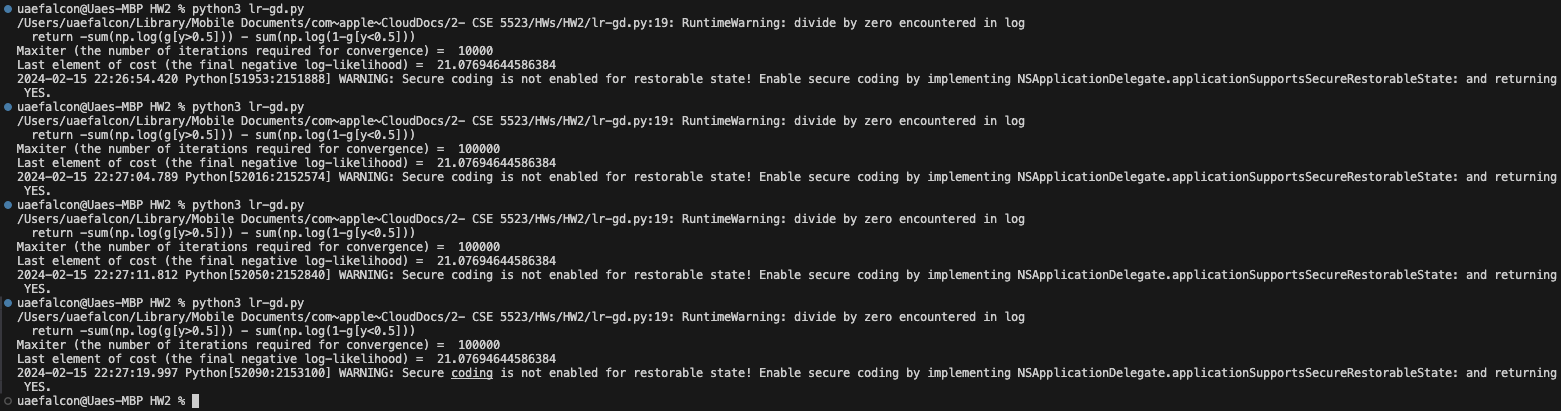 uaefalcon@Uaes-MBP HW2 % python3 lr-gd.py
/Users/uaefalcon/Library/Mobile Documents/com~apple~CloudDocs/2- CSE 5523/HWs/HW2/lr-gd.py:19: RuntimeWarning: divide by zero encountered in log
  return -sum(np.log(g[y>0.5])) - sum(np.log(1-g[y<0.5]))
Maxiter (the number of iterations required for convergence) =  10000
Last element of cost (the final negative log-likelihood) =  21.07694644586384
2024-02-15 22:26:54.420 Python[51953:2151888] WARNING: Secure coding is not enabled for restorable state! Enable secure coding by implementing NSApplicationDelegate.applicationSupportsSecureRestorableState: and returning
 YES.
uaefalcon@Uaes-MBP HW2 % python3 lr-gd.py
/Users/uaefalcon/Library/Mobile Documents/com~apple~CloudDocs/2- CSE 5523/HWs/HW2/lr-gd.py:19: RuntimeWarning: divide by zero encountered in log
  return -sum(np.log(g[y>0.5])) - sum(np.log(1-g[y<0.5]))
Maxiter (the number of iterations required for convergence) =  100000
Last element of cost (the final negative log-likelihood) =  21.07694644586384
2024-02-15 22:27:04.789 Python[52016:2152574] WARNING: Secure coding is not enabled for restorable state! Enable secure coding by implementing NSApplicationDelegate.applicationSupportsSecureRestorableState: and returning
 YES.
uaefalcon@Uaes-MBP HW2 % python3 lr-gd.py
/Users/uaefalcon/Library/Mobile Documents/com~apple~CloudDocs/2- CSE 5523/HWs/HW2/lr-gd.py:19: RuntimeWarning: divide by zero encountered in log
  return -sum(np.log(g[y>0.5])) - sum(np.log(1-g[y<0.5]))
Maxiter (the number of iterations required for convergence) =  100000
Last element of cost (the final negative log-likelihood) =  21.07694644586384
2024-02-15 22:27:11.812 Python[52050:2152840] WARNING: Secure coding is not enabled for restorable state! Enable secure coding by implementing NSApplicationDelegate.applicationSupportsSecureRestorableState: and returning
 YES.
uaefalcon@Uaes-MBP HW2 % python3 lr-gd.py
/Users/uaefalcon/Library/Mobile Documents/com~apple~CloudDocs/2- CSE 5523/HWs/HW2/lr-gd.py:19: RuntimeWarning: divide by zero encountered in log
  return -sum(np.log(g[y>0.5])) - sum(np.log(1-g[y<0.5]))
Maxiter (the number of iterations required for convergence) =  100000
Last element of cost (the final negative log-likelihood) =  21.07694644586384
2024-02-15 22:27:19.997 Python[52090:2153100] WARNING: Secure coding is not enabled for restorable state! Enable secure coding by implementing NSApplicationDelegate.applicationSupportsSecureRestorableState: and returning
 YES.
uaefalcon@Uaes-MBP HW2 %